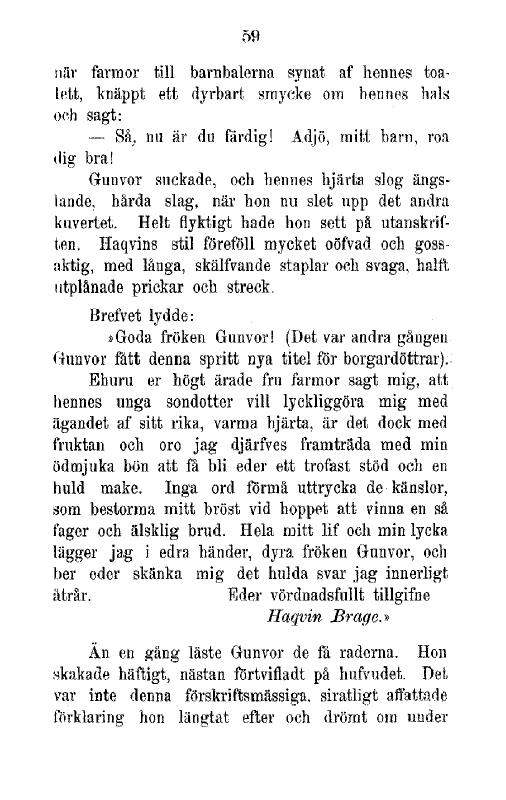 59
när farmor till barnbalerna synat af hennes toa-
lett, knäppt ett dyrbart smycke om hennes hals
och sagt:
— Så, nu är du färdig! Adjö, mitt barn, roa
dig bra!
Gunvor suckade, och hennes hjärta slog ängs-
lande, hårda slag, när hon nu slet upp det andra
kuvertet. Helt flyktigt hade hon sett på utanskrif-
ten. Haqvins stil föreföll mycket oöfvad och goss-
aktig, med långa, skälfvande staplar och svaga, halft
utplånade prickar och streck.
Brefvet lydde:
»Goda fröken Gunvor! (Det var andra gången
Gunvor fått denna spritt nya titel för borgardöttrar).
Ehuru er högt ärade fru farmor sagt mig, att
hennes unga sondotter vill lyckliggöra mig med
ägandet af sitt rika, varma hjärta, är det dock med
fruktan och oro jag djärfves framträda med min
ödmjuka bön att få bli eder ett trofast stöd och en
huld make. Inga ord förmå uttrycka de känslor,
som bestorma mitt bröst vid hoppet att vinna en så
fager och älsklig brud. Hela mitt lif och min lycka
lägger jag i edra händer, dyra fröken Gunvor, och
ber eder skänka mig det hulda svar jag innerligt
åtrår. Eder vördnadsfullt tillgifne
Haqvin Brage.»
Än en gång läste Gunvor de få raderna. Hon
skakade häftigt, nästan förtvifladt på hufvudet. Det
var inte denna förskriftsmässiga, siratligt affattade
förklaring hon längtat efter och drömt om under